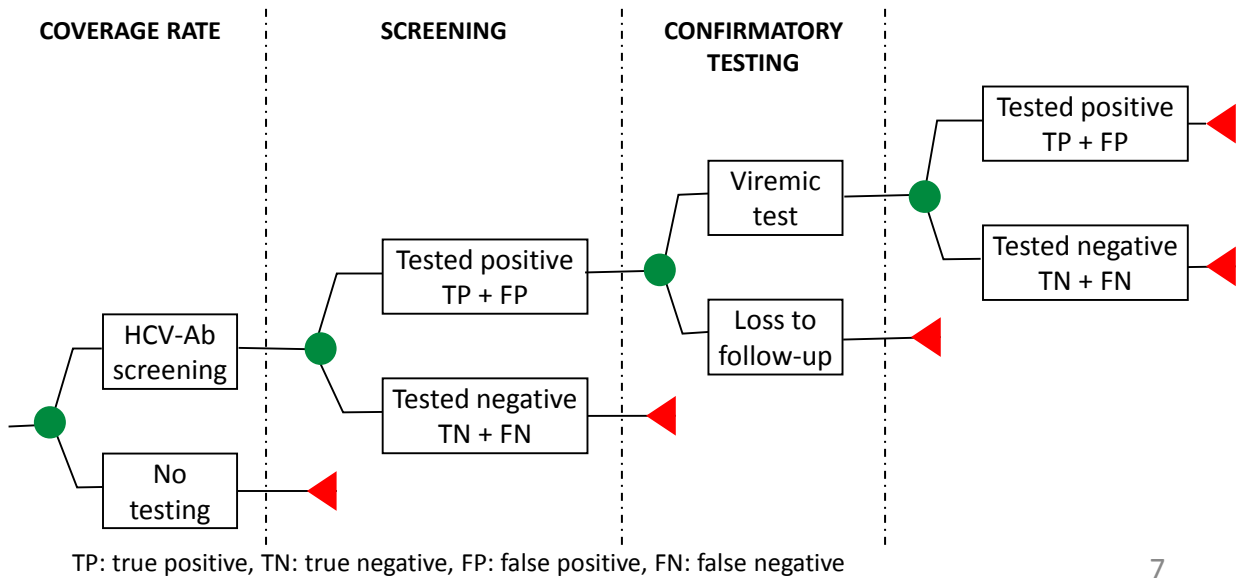 COVERAGE RATE
SCREENING
CONFIRMATORY
TESTING
HCV-Ab
screening
No
testing
Tested positive
TP + FP
Tested negative
TN + FN
Viremic
test
Loss to
follow-up
Tested positive
TP + FP
Tested negative
TN + FN
TP: true positive, TN: true negative, FP: false positive, FN: false negative
7